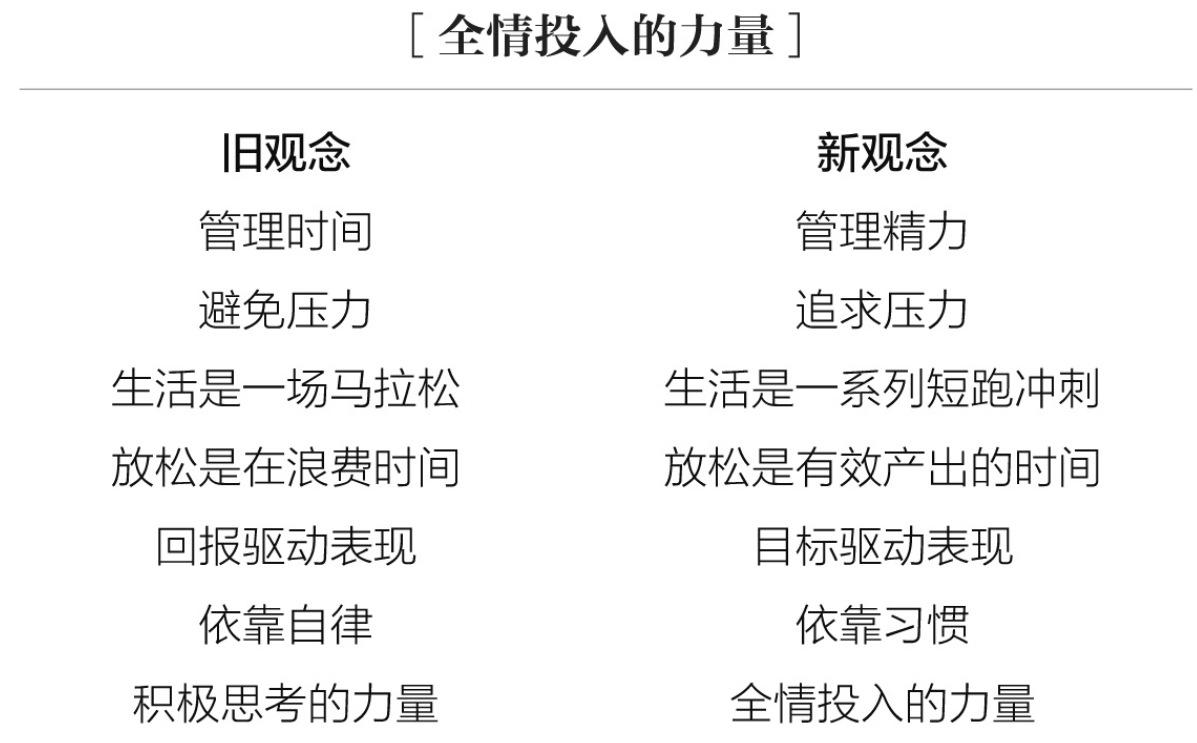 [ 全情投入的力量 ]
旧观念 新观念
管理时间 管理精力
避免压力 追求压力
生活是一场马拉松 生活是一系列短跑冲刺
放松是在浪费时间 放松是有效产出的时间
回报驱动表现 目标驱动表现
依靠自律 依靠习惯
积极思考的力量 全情投入的力量